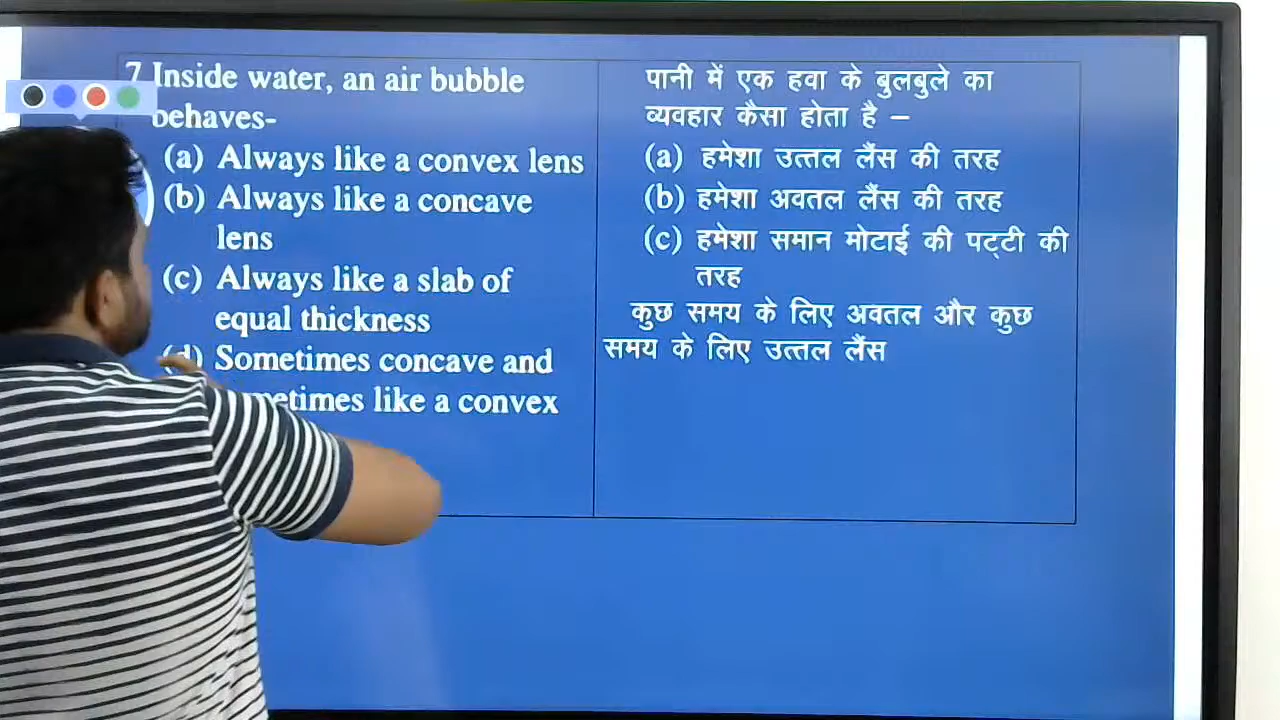 7 Inside water, an air bubble
behaves-
(a) Always like a convex lens
(b) Always like a concave
lens
(c) Always like a slab of
equal thickness
(d) Sometimes concave and
sometimes like a convex
पानी में एक हवा के बुलबुले का
व्यवहार कैसा होता है –
(a) हमेशा उत्तल लैंस की तरह
(b) हमेशा अवतल लैंस की तरह
(c) हमेशा समान मोटाई की पट्टी की
तरह
कुछ समय के लिए अवतल और कुछ
समय के लिए उत्तल लैंस